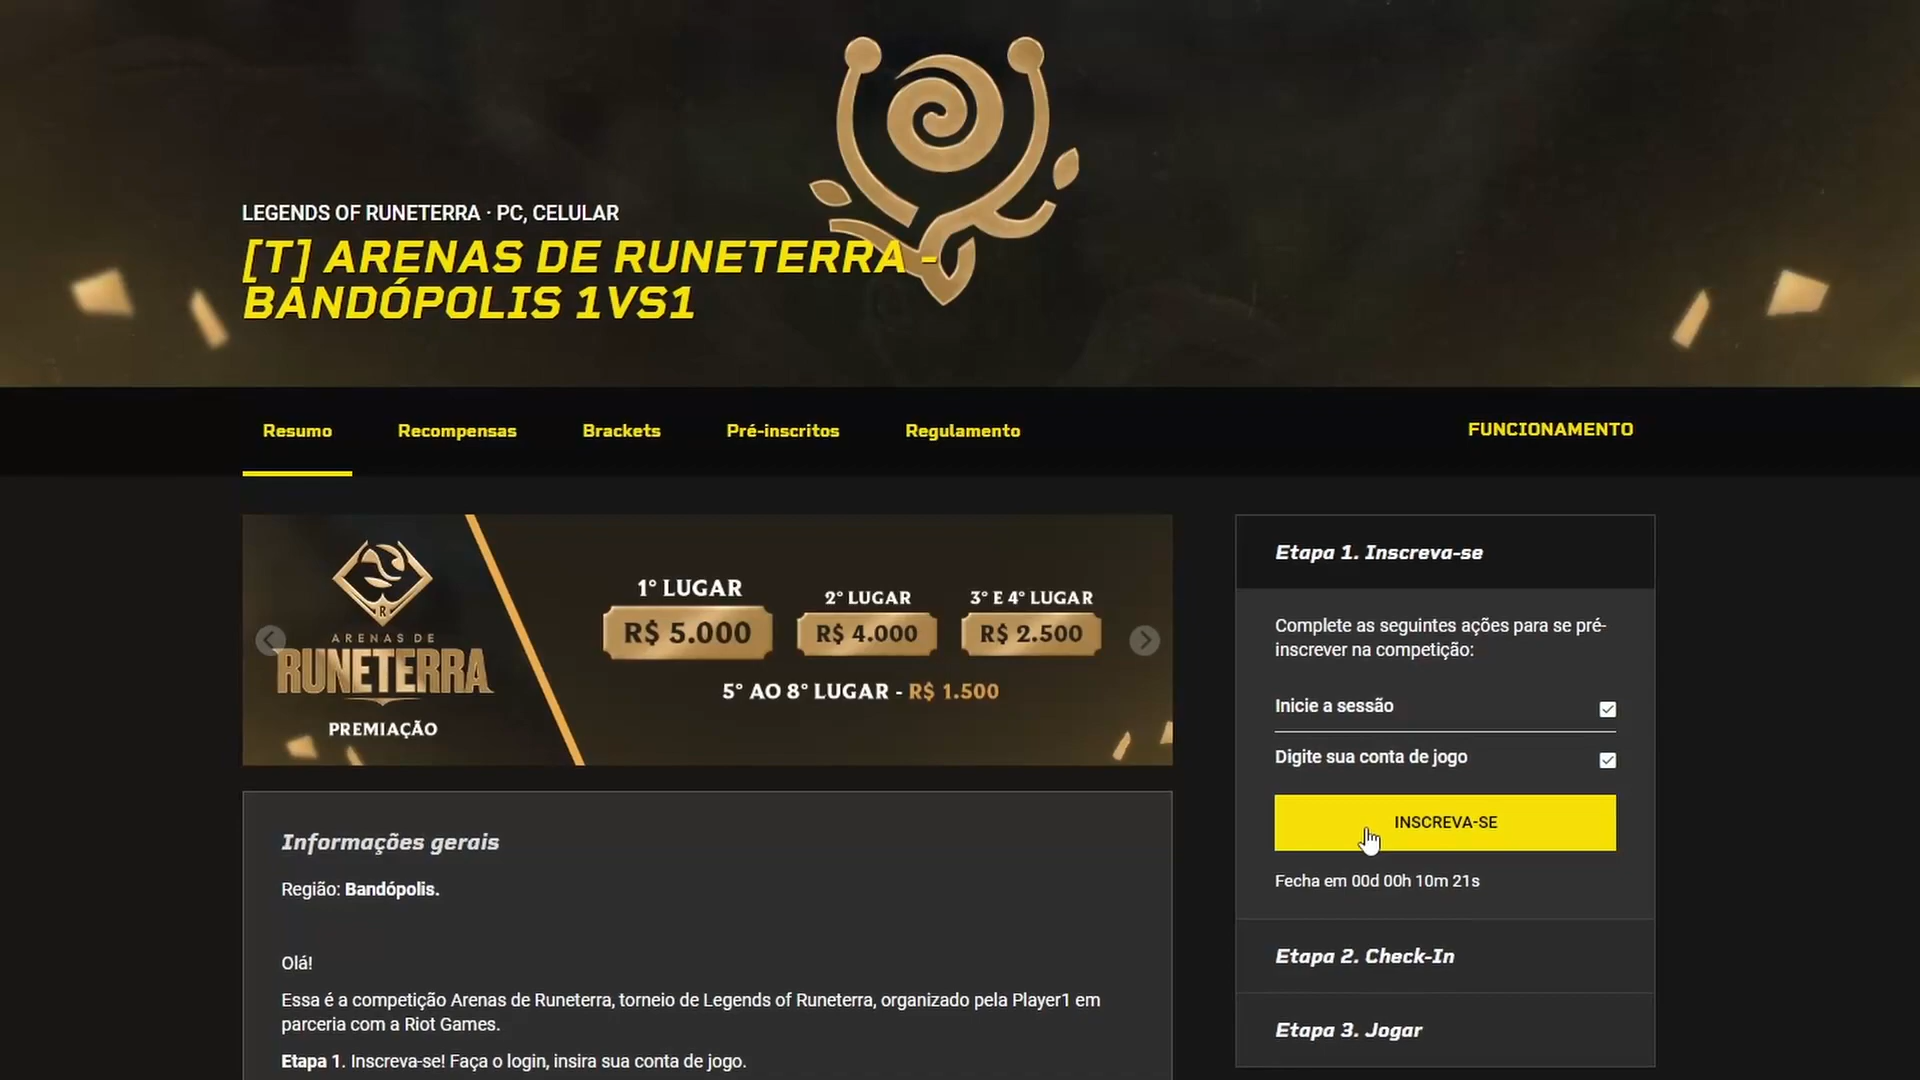 LEGENDS OF RUNETERRA · PC, CELULAR
[T] ARENAS DE RUNETERRA -
BANDÓPOLIS 1VS1
Resumo
Recompensas
Brackets
Pré-inscritos
Regulamento
FUNCIONAMENTO
R
ARENAS DE
RUNETERRA
PREMIAÇÃO
1° LUGAR
R$ 5.000
2° LUGAR
R$ 4.000
3° E 4° LUGAR
R$ 2.500
5° AO 8° LUGAR - R$ 1.500
Informações gerais
Região: Bandópolis.
Olá!
Essa é a competição Arenas de Runeterra, torneio de Legends of Runeterra, organizado pela Player1 em
parceria com a Riot Games.
Etapa 1. Inscreva-se! Faça o login, insira sua conta de jogo.
Etapa 1. Inscreva-se
Complete as seguintes ações para se pré-
inscrever na competição:
Inicie a sessão
Digite sua conta de jogo
INSCREVA-SE
Fecha em 00d 00h 10m 21s
Etapa 2. Check-In
Etapa 3. Jogar